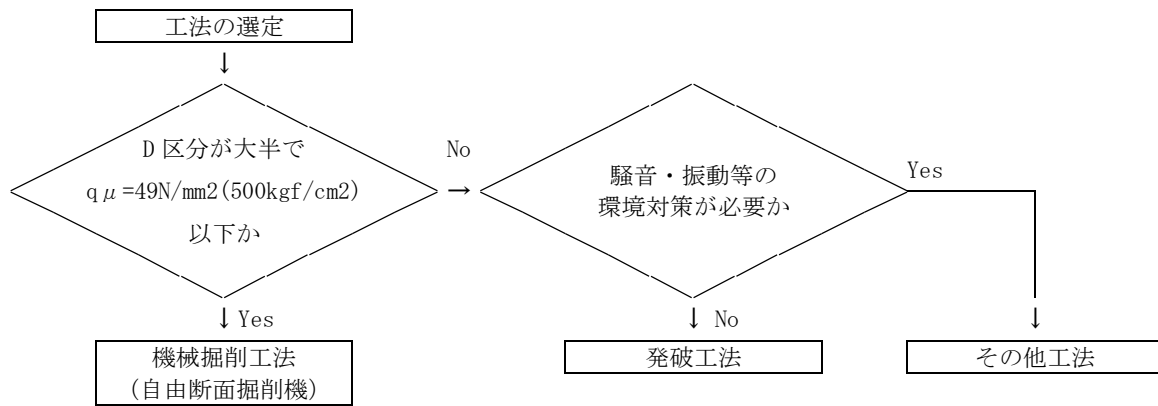 工法の選定
↓
D 区分が大半で
qμ=49N/mm2(500kgf/cm2)
以下か
No
→
騒音・振動等の
環境対策が必要か
Yes
↓ Yes
↓ No
↓
機械掘削工法
(自由断面掘削機)
発破工法
その他工法